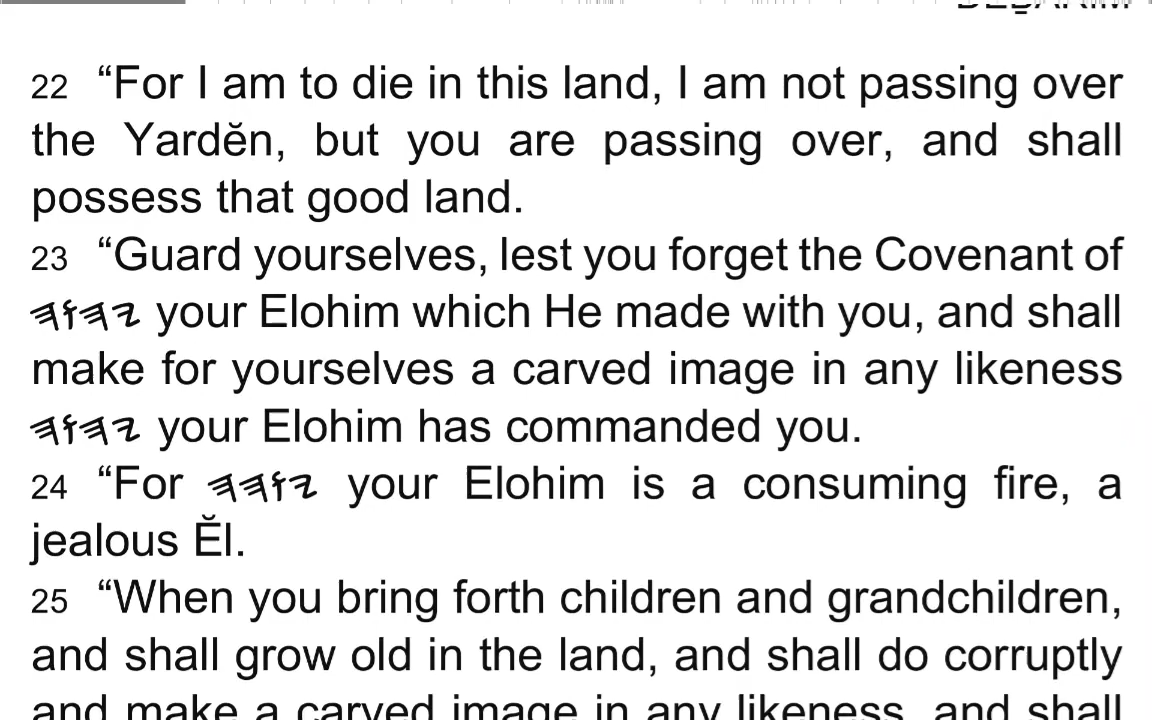 22 “For I am to die in this land, I am not passing over
the Yardĕn, but you are passing over, and shall
possess that good land.
23 “Guard yourselves, lest you forget the Covenant of
𐤉𐤄𐤅𐤄 your Elohim which He made with you, and shall
make for yourselves a carved image in any likeness
𐤉𐤄𐤅𐤄 your Elohim has commanded you.
24 “For 𐤉𐤅𐤄𐤄 your Elohim is a consuming fire, a
jealous Ĕl.
25 “When you bring forth children and grandchildren,
and shall grow old in the land, and shall do corruptly
and make a carved image in any likeness, and shall